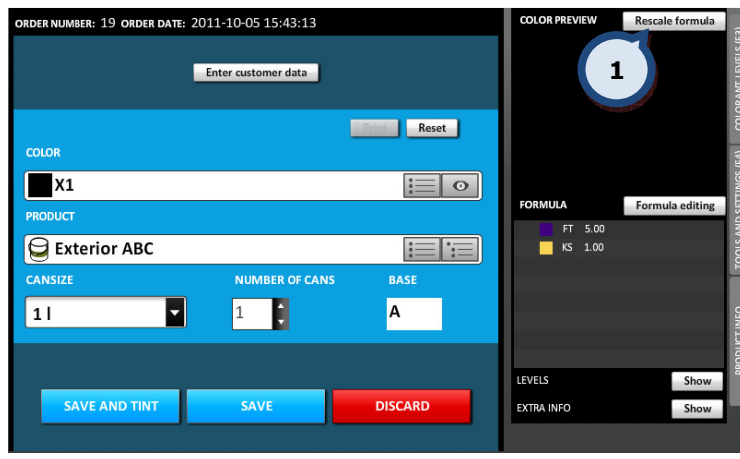 ORDER NUMBER: 19 ORDER DATE: 2011-10-05 15:43:13
Enter customer data
Print Reset
COLOR
X1
PRODUCT
Exterior ABC
CANSIZE NUMBER OF CANS BASE
1 l 1 A
SAVE AND TINT SAVE DISCARD
COLOR PREVIEW Rescale formula
1
FORMULA Formula editing
FT 5.00
KS 1.00
LEVELS Show
EXTRA INFO Show
COLORANT LEVELS (F3)
TOOLS AND SETTINGS (F4)
PRODUCT INFO